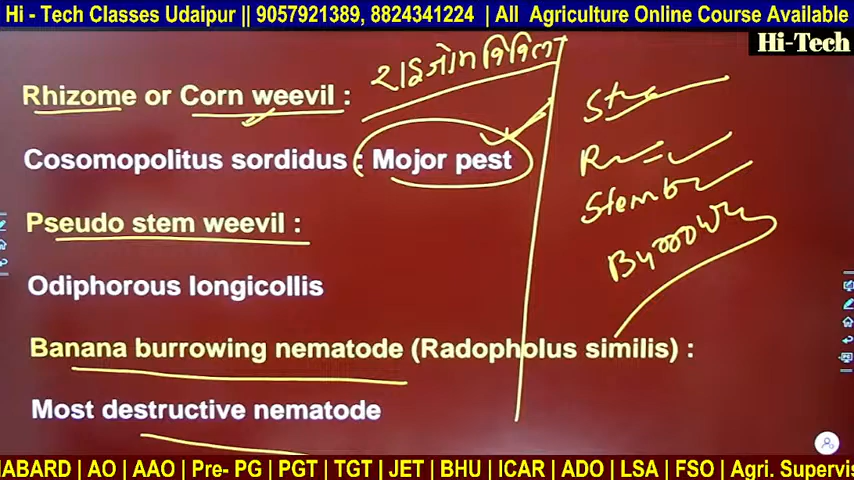 Hi - Tech Classes Udaipur || 9057921389, 8824341224 | All Agriculture Online Course Available
Hi-Tech
राइजोम विविल
Rhizome or Corn weevil :
Cosomopolitus sordidus : Mojor pest
Pseudo stem weevil :
Odiphorous longicollis
Banana burrowing nematode (Radopholus similis) :
Most destructive nematode
NABARD | AO | AAO | Pre- PG | PGT | TGT | JET | BHU | ICAR | ADO | LSA | FSO | Agri. Supervis